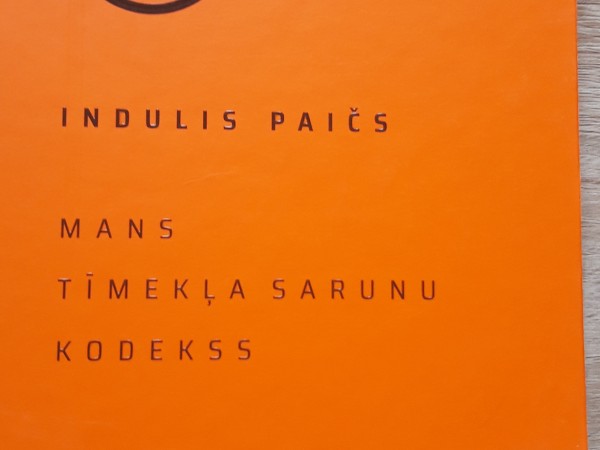 INDULIS PAIČS
MANS
TĪMEKĻA SARUNU
KODEKSS